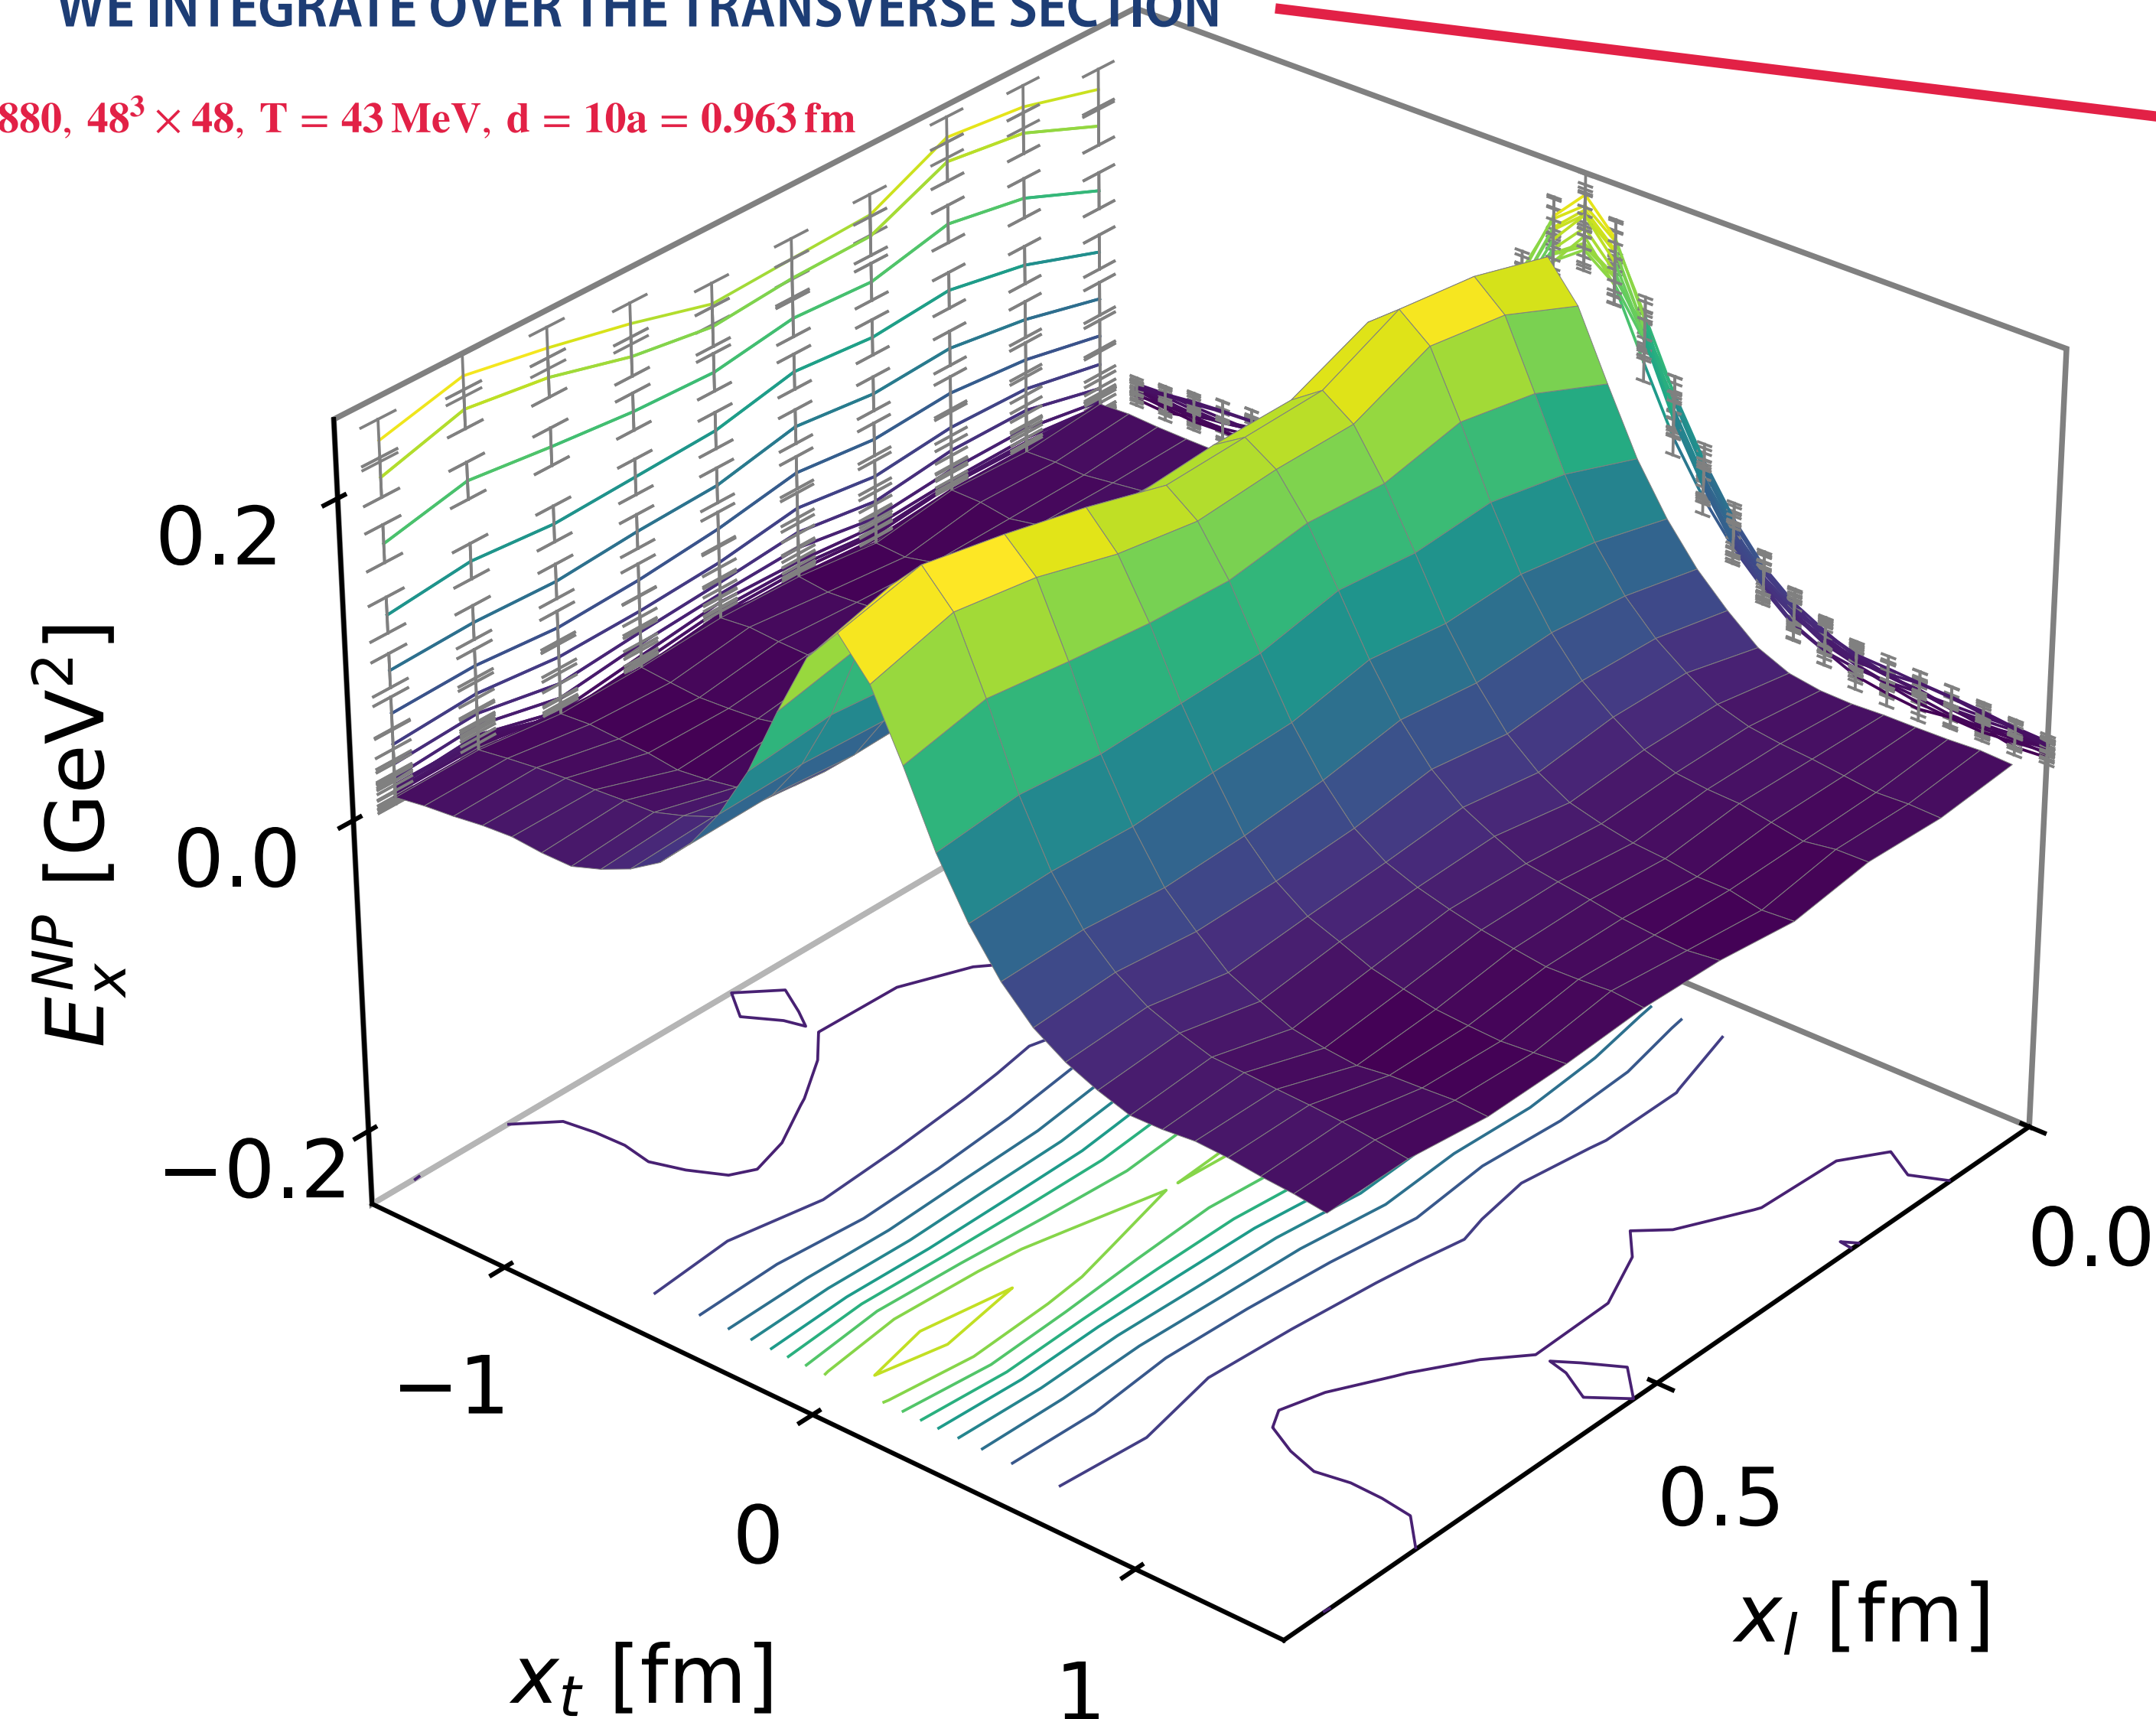 WE INTEGRATE OVER THE TRANSVERSE SECTION
880, 48³ × 48, T = 43 MeV, d = 10a = 0.963 fm
0.2
0.0
−0.2
E_x^{NP} [GeV²]
−1
0
1
x_t [fm]
0.0
0.5
x_l [fm]